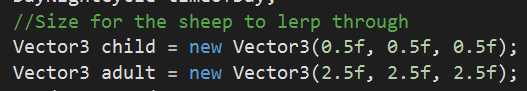 //Size for the sheep to lerp through
Vector3 child = new Vector3(0.5f, 0.5f, 0.5f);
Vector3 adult = new Vector3(2.5f, 2.5f, 2.5f);